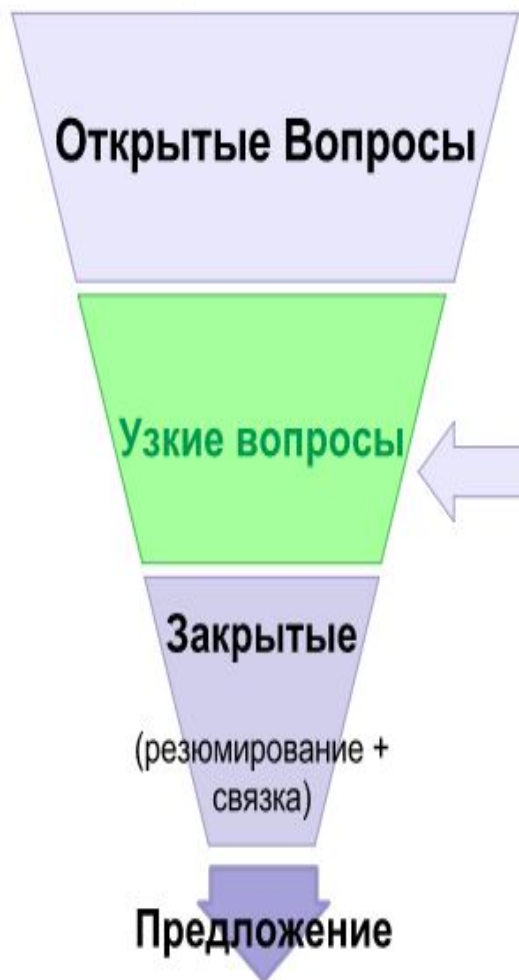 Открытые Вопросы
Узкие вопросы
Закрытые
(резюмирование +
связка)
Предложение